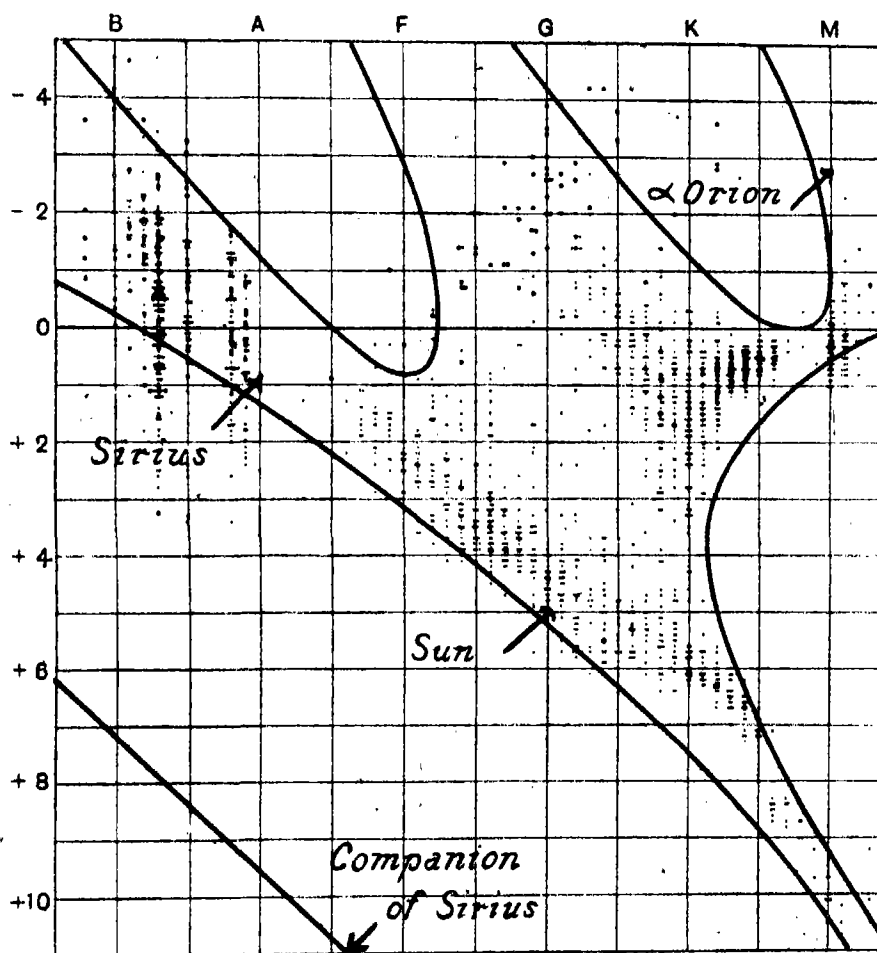 B A F G K M
- 4
- 2
0
+ 2
+ 4
+ 6
+ 8
+10
α Orion
Sirius
Sun
Companion
of Sirius